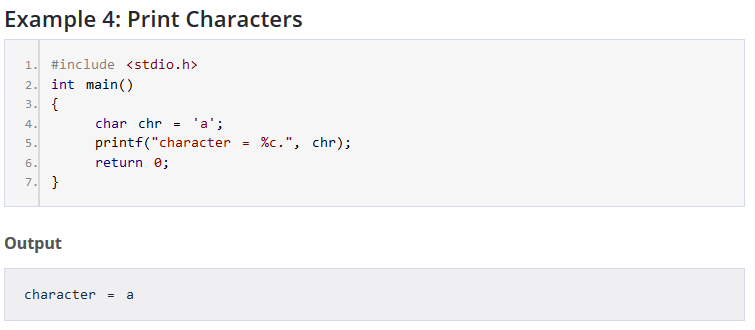 Example 4: Print Characters
1. #include <stdio.h>
2. int main()
3. {
4.     char chr = 'a';
5.     printf("character = %c.", chr);
6.     return 0;
7. }
Output
character = a